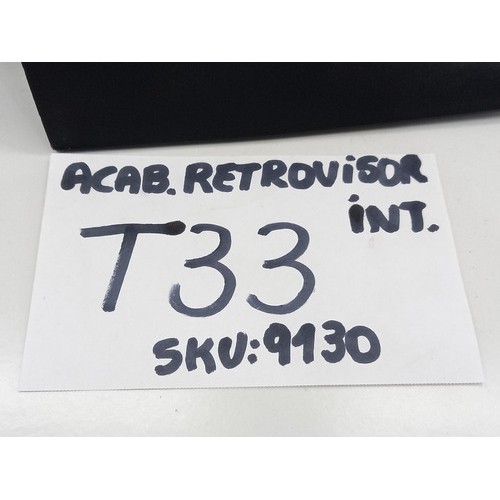 ACAB. RETROVISOR
INT.
T33
SKU: 9130